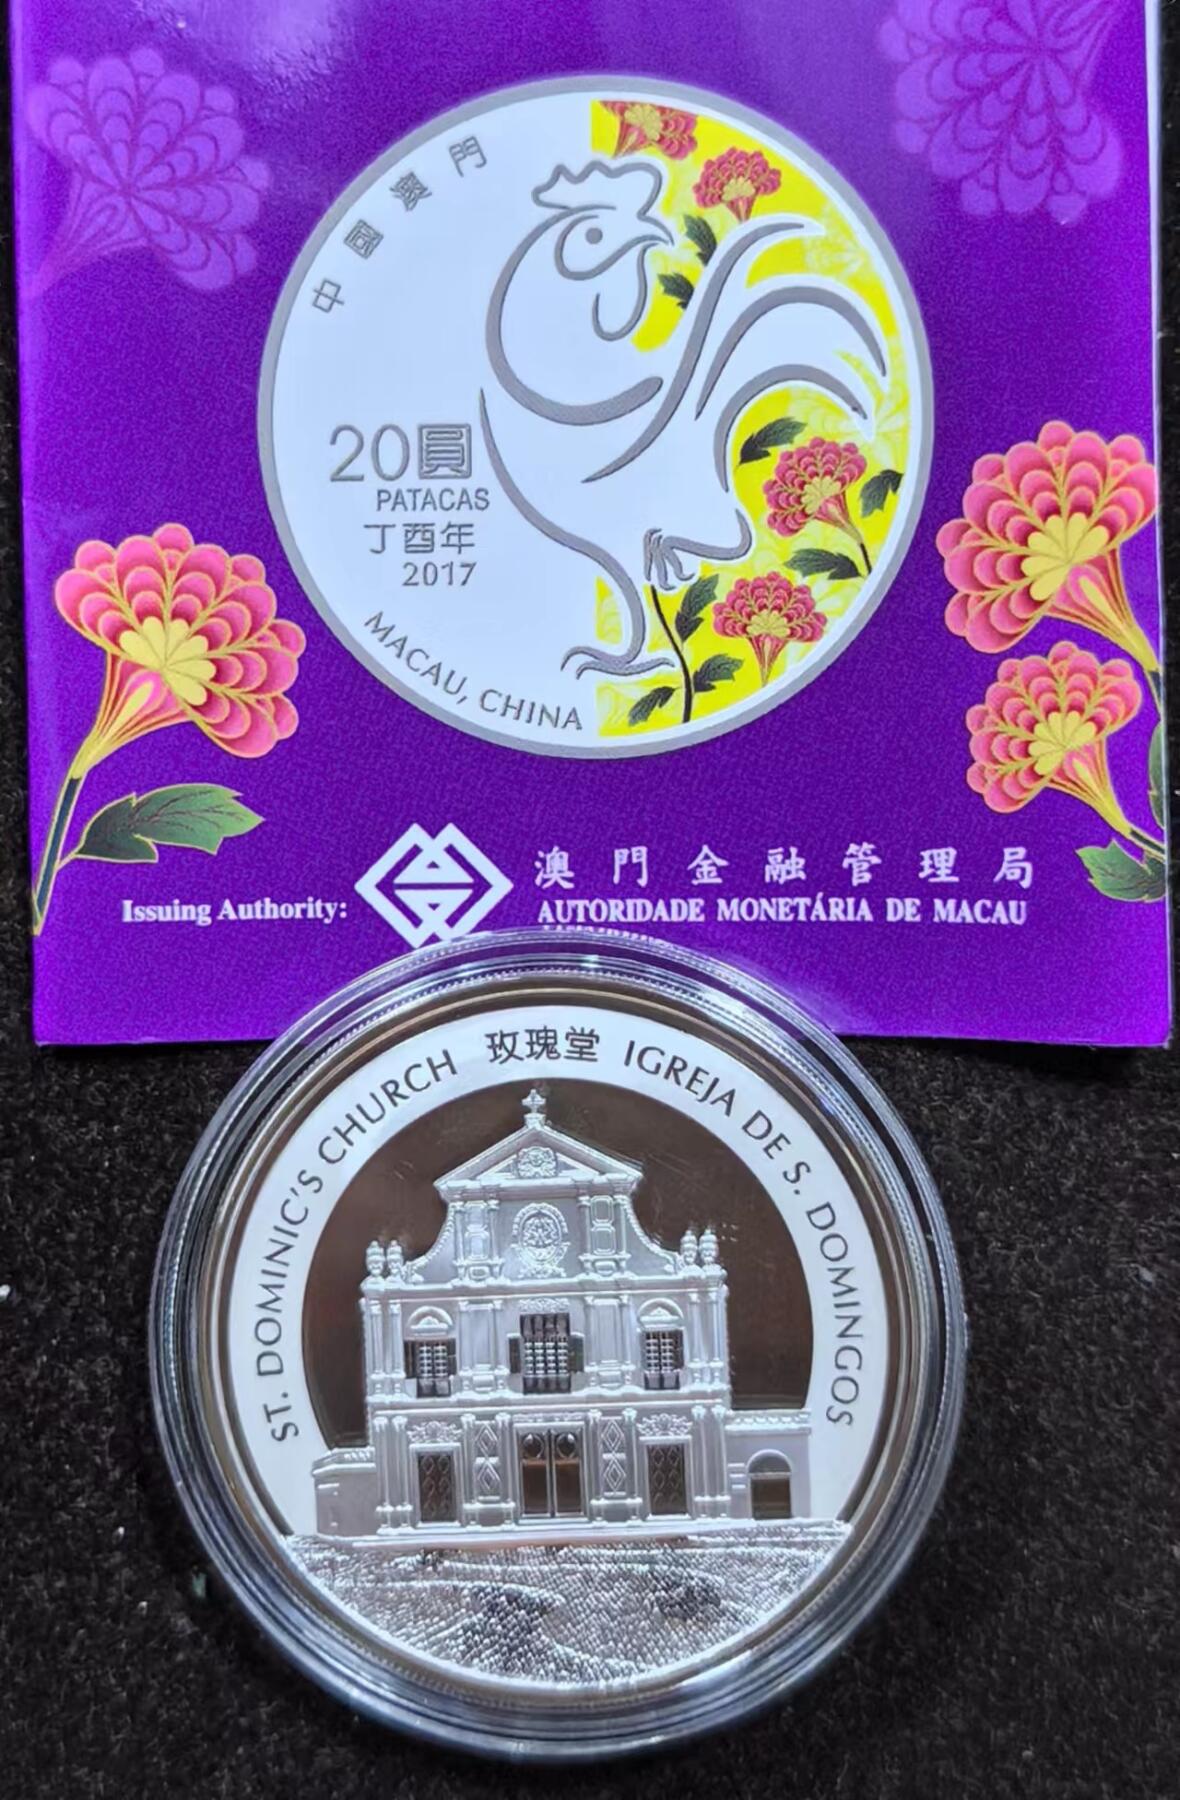 中國澳門
20圓
PATACAS
丁酉年
2017
MACAU, CHINA
Issuing Authority:
澳門金融管理局
AUTORIDADE MONETÁRIA DE MACAU
ST. DOMINIC'S CHURCH 玫瑰堂 IGREJA DE S. DOMINGOS